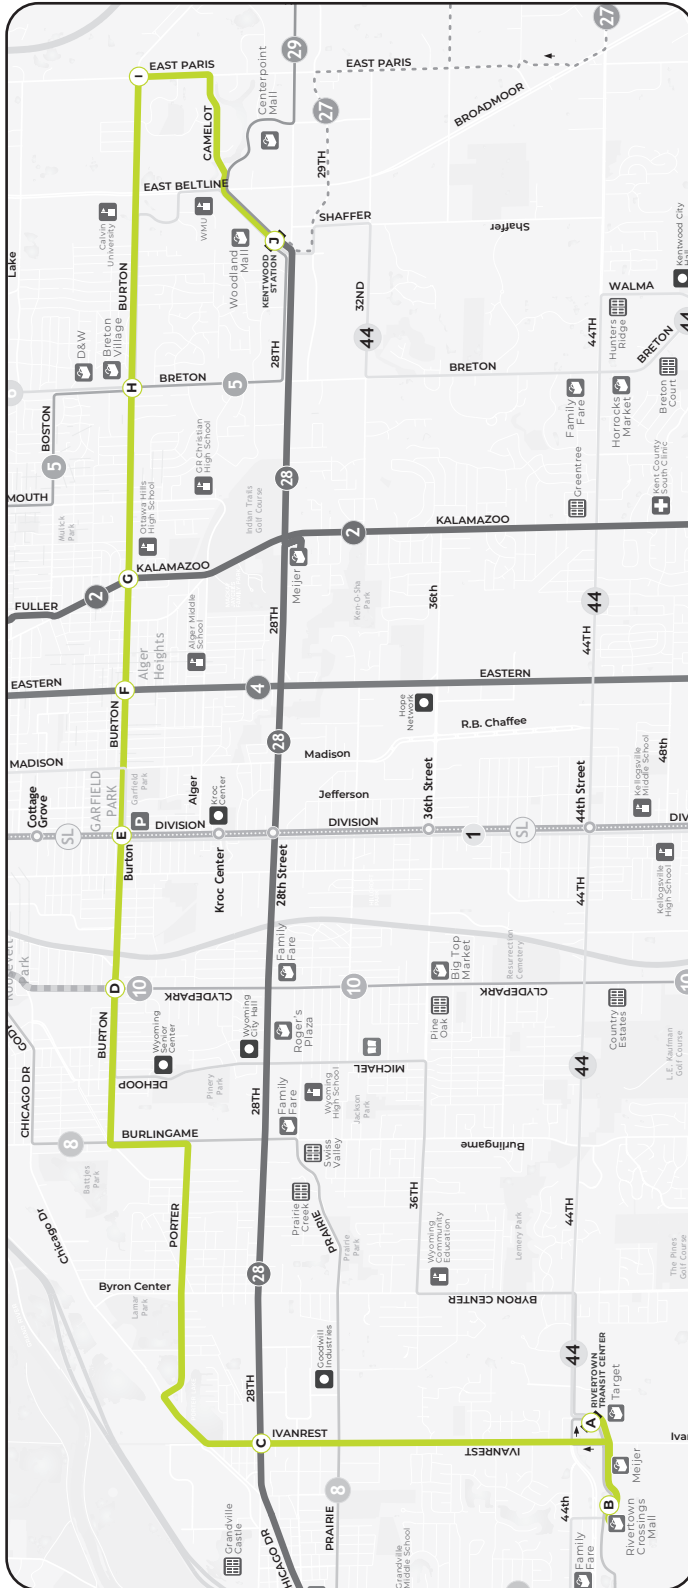 EAST PARIS
I
29
27
Centerpoint
Mall
EAST PARIS
CAMELOT
27
BROADMOOR
29TH
EAST BELTLINE
WMU
Calvin
University
SHAFFER
Shaffer
Woodland
Mall
J
KENTWOOD
STATION
Kentwood City
Lake
BURTON
WALMA
32ND
44TH
Hunters
Ridge
44
44
28TH
D&W
Breton
Village
BRETON
BRETON
H
BRETON
5
Breton
Court
Family
Fare
Horrocks
Market
BOSTON
5
GR Christian
High School
28
Greentree
Kent County
South Clinic
MOUTH
Mulick
Park
Ottawa Hills
High School
Indian Trails
Golf Course
KALAMAZOO
2
KALAMAZOO
Meijer
G
2
FULLER
Ken-O-Sha
Park
36th
44
44TH
28TH
Alger Middle
School
Alger
Heights
EASTERN
EASTERN
F
4
BURTON
Hope
Network
R.B. Chaffee
28
Madison
MADISON
48th
Jefferson
GARFIELD
PARK
Garfield
Park
Alger
Kroc
Center
36th Street
44th Street
Kellogsville
Middle School
Cottage
Grove
SL
E
P
DIVISION
DIVISION
1
SL
DIV
Burton
Kroc Center
28th Street
44TH
Kellogsville
High School
Family
Fare
Big Top
Market
Resurrection
Cemetery
Park
D
10
CLYDEPARK
10
CLYDEPARK
10
Pine
Oak
Country
Estates
BURTON
Wyoming
Senior
Center
Wyoming
City Hall
Roger's
Plaza
CHICAGO DR
DEHOOP
Pinery
Park
MICHAEL
44
L.E. Kaufman
Golf Course
28TH
Family
Fare
Wyoming
High School
Jackson
Park
8
BURLINGAME
Burlingame
Swiss
Valley
Battjes
Park
Prairie
Creek
36TH
44TH
PORTER
PRAIRIE
Chicago Dr
Prairie
Park
Wyoming
Community
Education
Lemery Park
The Pines
Golf Course
Byron Center
28
BYRON CENTER
Lamar
Park
44
Goodwill
Industries
28TH
RIVERTOWN
TRANSIT CENTER
Target
A
C
IVANREST
IVANREST
Ivan
Meijer
8
B
44th
Rivertown
Crossings
Mall
PRAIRIE
Grandville
Castle
CHICAGO DR
Grandville
Middle School
Family
Fare